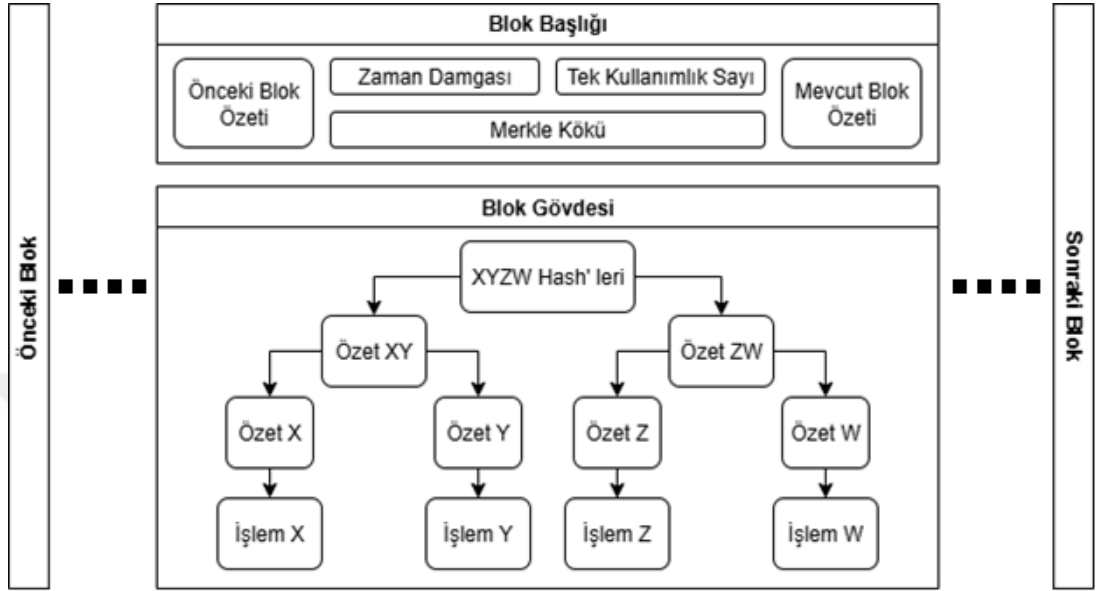 Önceki Blok
Blok Başlığı
Önceki Blok
Özeti
Zaman Damgası
Tek Kullanımlık Sayı
Merkle Kökü
Mevcut Blok
Özeti
Blok Gövdesi
XYZW Hash' leri
Özet XY
Özet ZW
Özet X
Özet Y
Özet Z
Özet W
İşlem X
İşlem Y
İşlem Z
İşlem W
Sonraki Blok